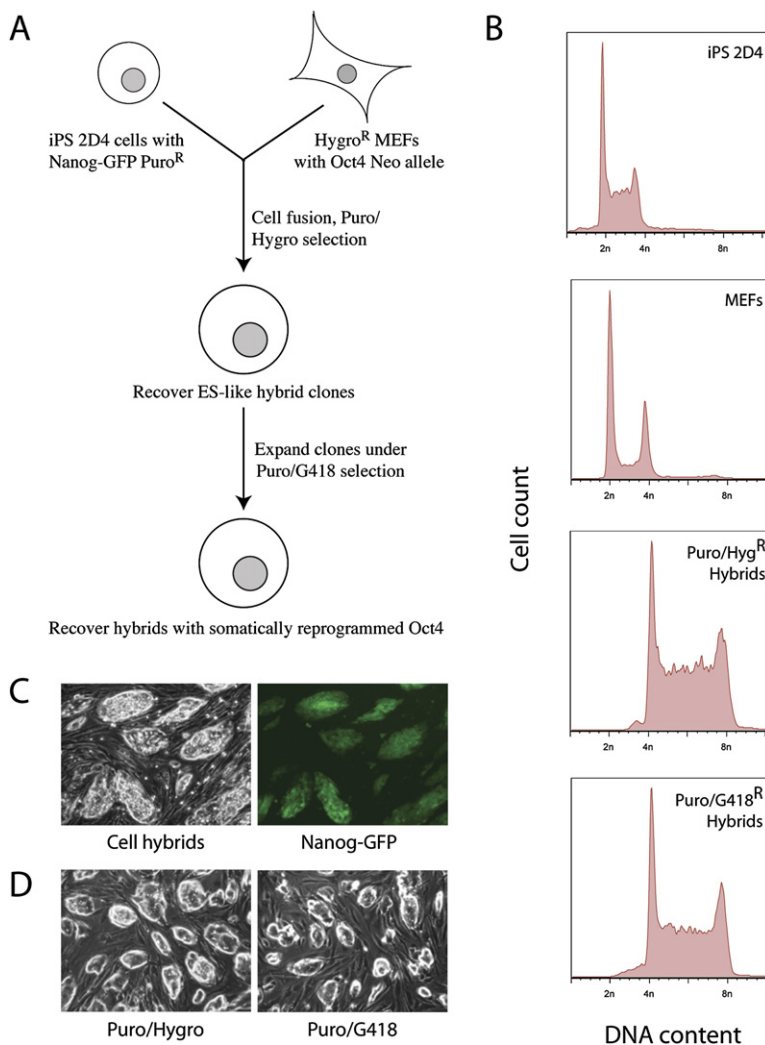 A
iPS 2D4 cells with
Nanog-GFP Puro^R
Hygro^R MEFs
with Oct4 Neo allele
Cell fusion, Puro/
Hygro selection
Recover ES-like hybrid clones
Expand clones under
Puro/G418 selection
Recover hybrids with somatically reprogrammed Oct4
B
Cell count
iPS 2D4
2n 4n 8n
MEFs
2n 4n 8n
Puro/Hyg^R
Hybrids
2n 4n 8n
Puro/G418^R
Hybrids
2n 4n 8n
DNA content
C
Cell hybrids
Nanog-GFP
D
Puro/Hygro
Puro/G418